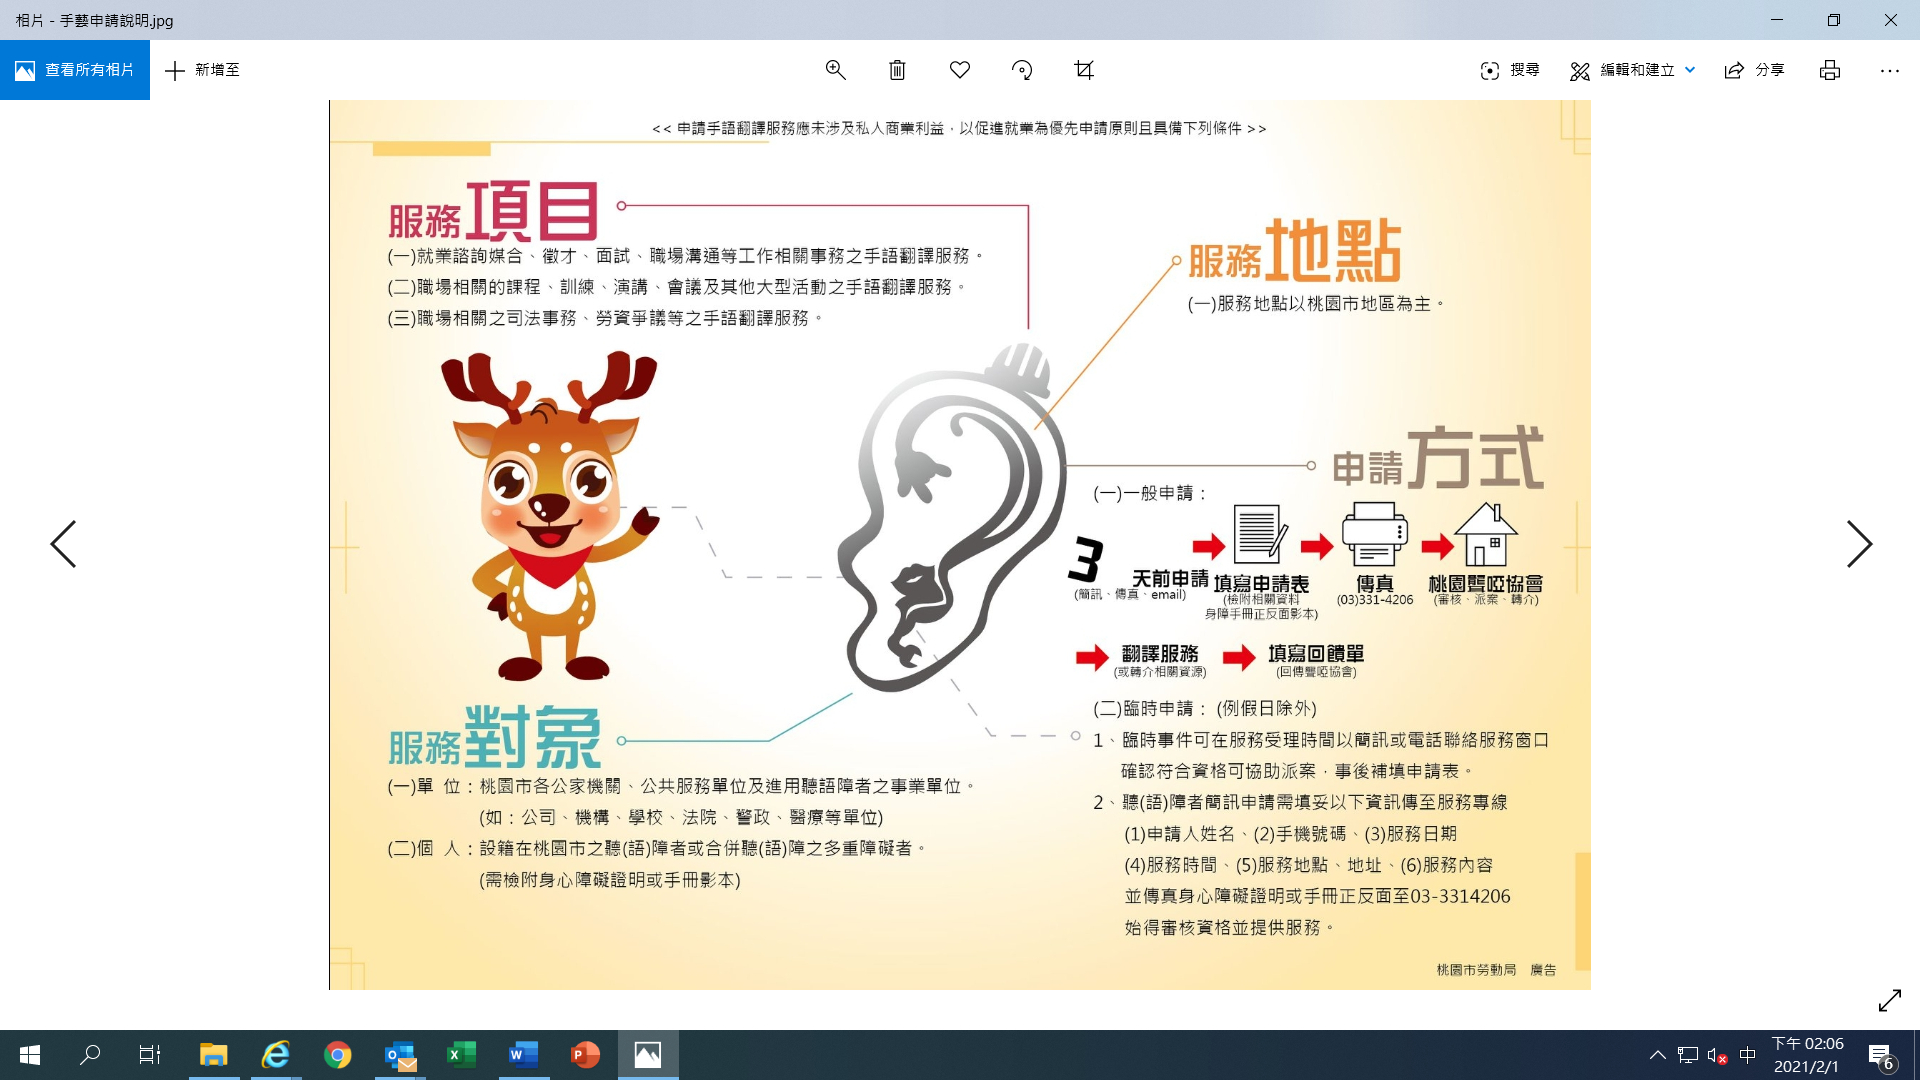 相片 - 手藝申請說明.jpg
查看所有相片
新增至
搜尋
編輯和建立
分享
<< 申請手語翻譯服務應未涉及私人商業利益，以促進就業為優先申請原則且具備下列條件 >>
服務項目
(一)就業諮詢媒合、徵才、面試、職場溝通等工作相關事務之手語翻譯服務。
(二)職場相關的課程、訓練、演講、會議及其他大型活動之手語翻譯服務。
(三)職場相關之司法事務、勞資爭議等之手語翻譯服務。
服務地點
(一)服務地點以桃園市地區為主。
申請方式
(一)一般申請：
3天前申請
(簡訊、傳真、email)
填寫申請表
(檢附相關資料
身障手冊正反面影本)
傳真
(03)331-4206
桃園聾啞協會
(審核、派案、轉介)
翻譯服務
(或轉介相關資源)
填寫回饋單
(回傳聾啞協會)
(二)臨時申請： (例假日除外)
1、臨時事件可在服務受理時間以簡訊或電話聯絡服務窗口
確認符合資格可協助派案，事後補填申請表。
2、聽(語)障者簡訊申請需填妥以下資訊傳至服務專線
(1)申請人姓名、(2)手機號碼、(3)服務日期
(4)服務時間、(5)服務地點、地址、(6)服務內容
並傳真身心障礙證明或手冊正反面至03-3314206
始得審核資格並提供服務。
服務對象
(一)單 位：桃園市各公家機關、公共服務單位及進用聽語障者之事業單位。
(如：公司、機構、學校、法院、警政、醫療等單位)
(二)個 人：設籍在桃園市之聽(語)障者或合併聽(語)障之多重障礙者。
(需檢附身心障礙證明或手冊影本)
桃園市勞動局 廣告
中
下午 02:06
2021/2/1
6